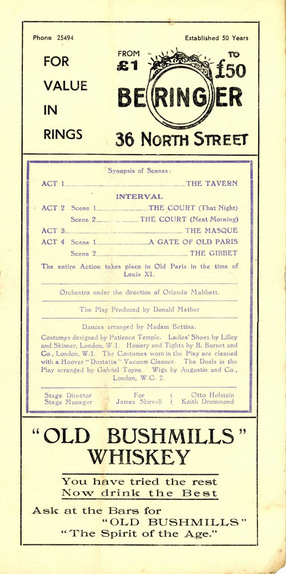 Phone 25494 Established 50 Years
FOR
VALUE
IN
RINGS
FROM
£1
TO
£50
BERINGER
36 NORTH STREET
Synopsis of Scenes:
ACT 1 THE TAVERN
INTERVAL
ACT 2 Scene 1 THE COURT (That Night)
Scene 2 THE COURT (Next Morning)
ACT 3 THE MASQUE
ACT 4 Scene 1 A GATE OF OLD PARIS
Scene 2 THE GIBBET
The entire Action takes place in Old Paris in the time of
Louis XI.
Orchestra under the direction of Orlando Mabbets.
The Play Produced by Donald Mather
Dances arranged by Madam Bettina.
Costumes designed by Patience Temple. Ladies' Shoes by Lilley
and Skinner, London, W.1. Hosiery and Tights by B. Burnet and
Co., London, W.1. The Costumes worn in the Play are cleaned
with a Hoover "Dustette" Vacuum Cleaner. The Duels in the
Play arranged by Gabriel Toyne. Wigs by Augustin and Co.,
London, W.C. 2.
Stage Director For Otto Holstein
Stage Manager James Shirvell Keith Drummond
"OLD BUSHMILLS"
WHISKEY
You have tried the rest
Now drink the Best
Ask at the Bars for
"OLD BUSHMILLS"
"The Spirit of the Age."